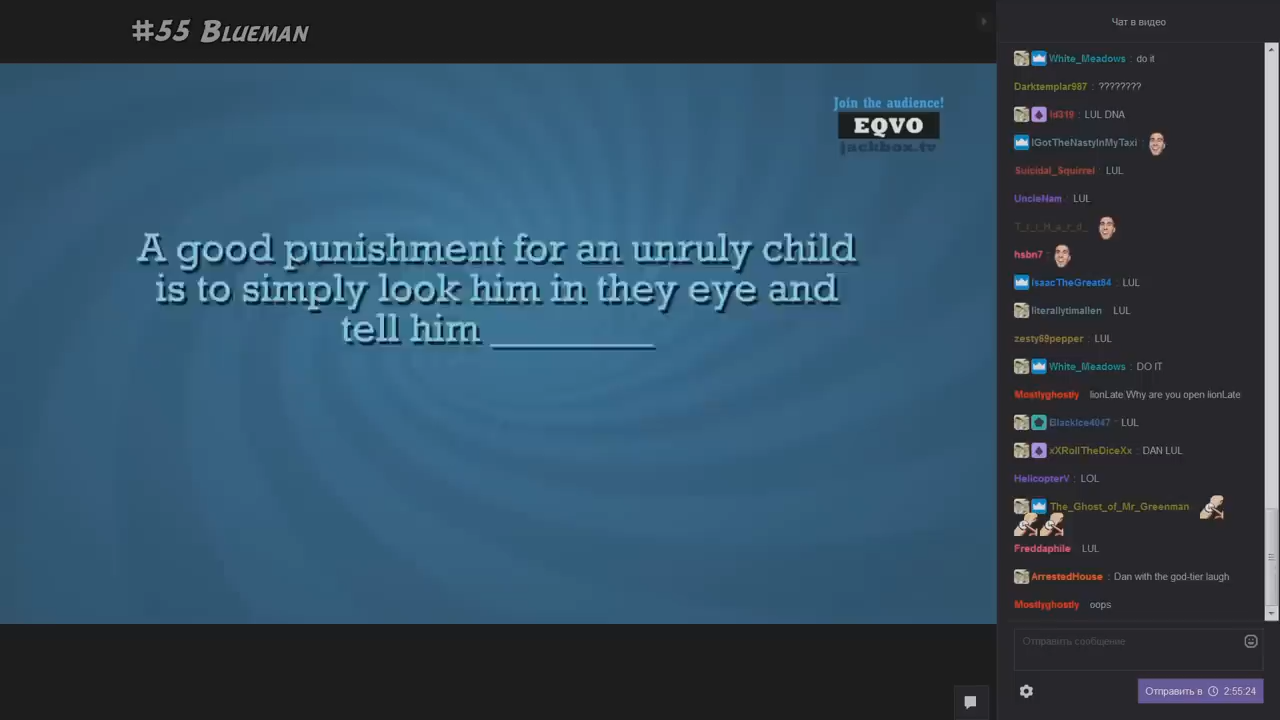 #55 Blueman
Чат в видео
Join the audience!
EQVO
jackbox.tv
A good punishment for an unruly child
is to simply look him in they eye and
tell him __________
White_Meadows : do it
Darktemplar987 : ????????
ld319 : LUL DNA
IGotTheNastyInMyTaxi :
Suicidal_Squirrel : LUL
UncleNam : LUL
T_r_i_H_a_r_d_ :
hsbn7 :
IsaacTheGreat84 : LUL
literallytimallen : LUL
zesty69pepper : LUL
White_Meadows : DO IT
Mostlyghostly : lionLate Why are you open lionLate
BlackIce4047 : LUL
xXRollTheDiceXx : DAN LUL
HelicopterV : LOL
The_Ghost_of_Mr_Greenman :
Freddaphile : LUL
ArrestedHouse : Dan with the god-tier laugh
Mostlyghostly : oops
Отправить сообщение
Отправить в 2:55:24